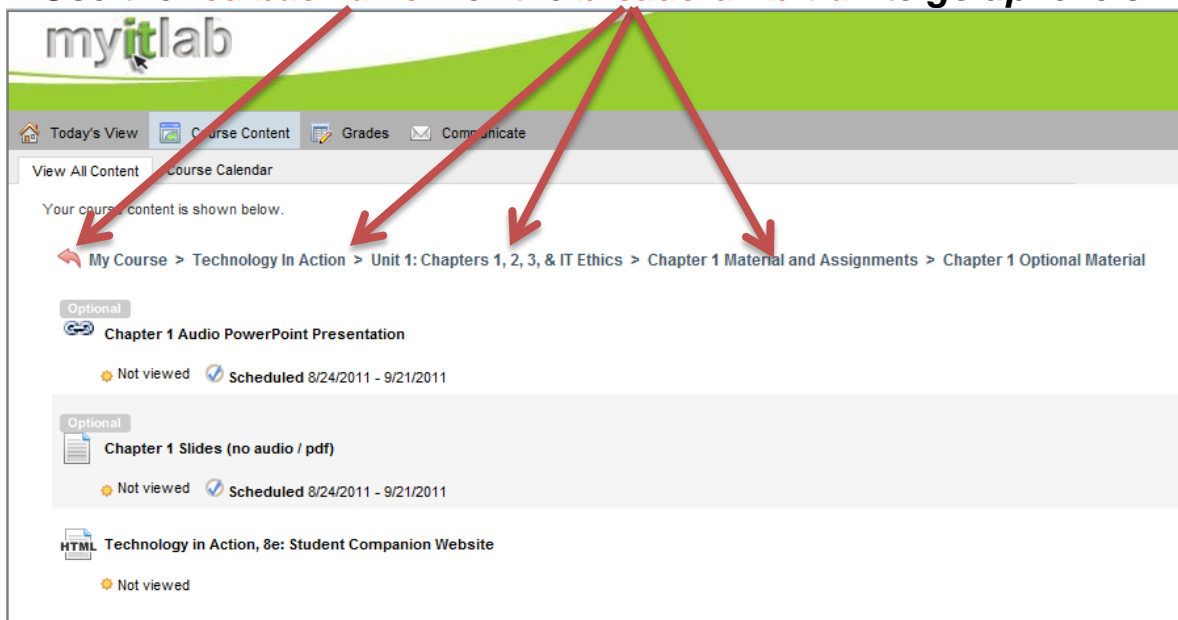 myitlab
Today's View Course Content Grades Communicate
View All Content Course Calendar
Your course content is shown below.
My Course > Technology In Action > Unit 1: Chapters 1, 2, 3, & IT Ethics > Chapter 1 Material and Assignments > Chapter 1 Optional Material
Optional
Chapter 1 Audio PowerPoint Presentation
Not viewed Scheduled 8/24/2011 - 9/21/2011
Optional
Chapter 1 Slides (no audio / pdf)
Not viewed Scheduled 8/24/2011 - 9/21/2011
HTML Technology in Action, 8e: Student Companion Website
Not viewed